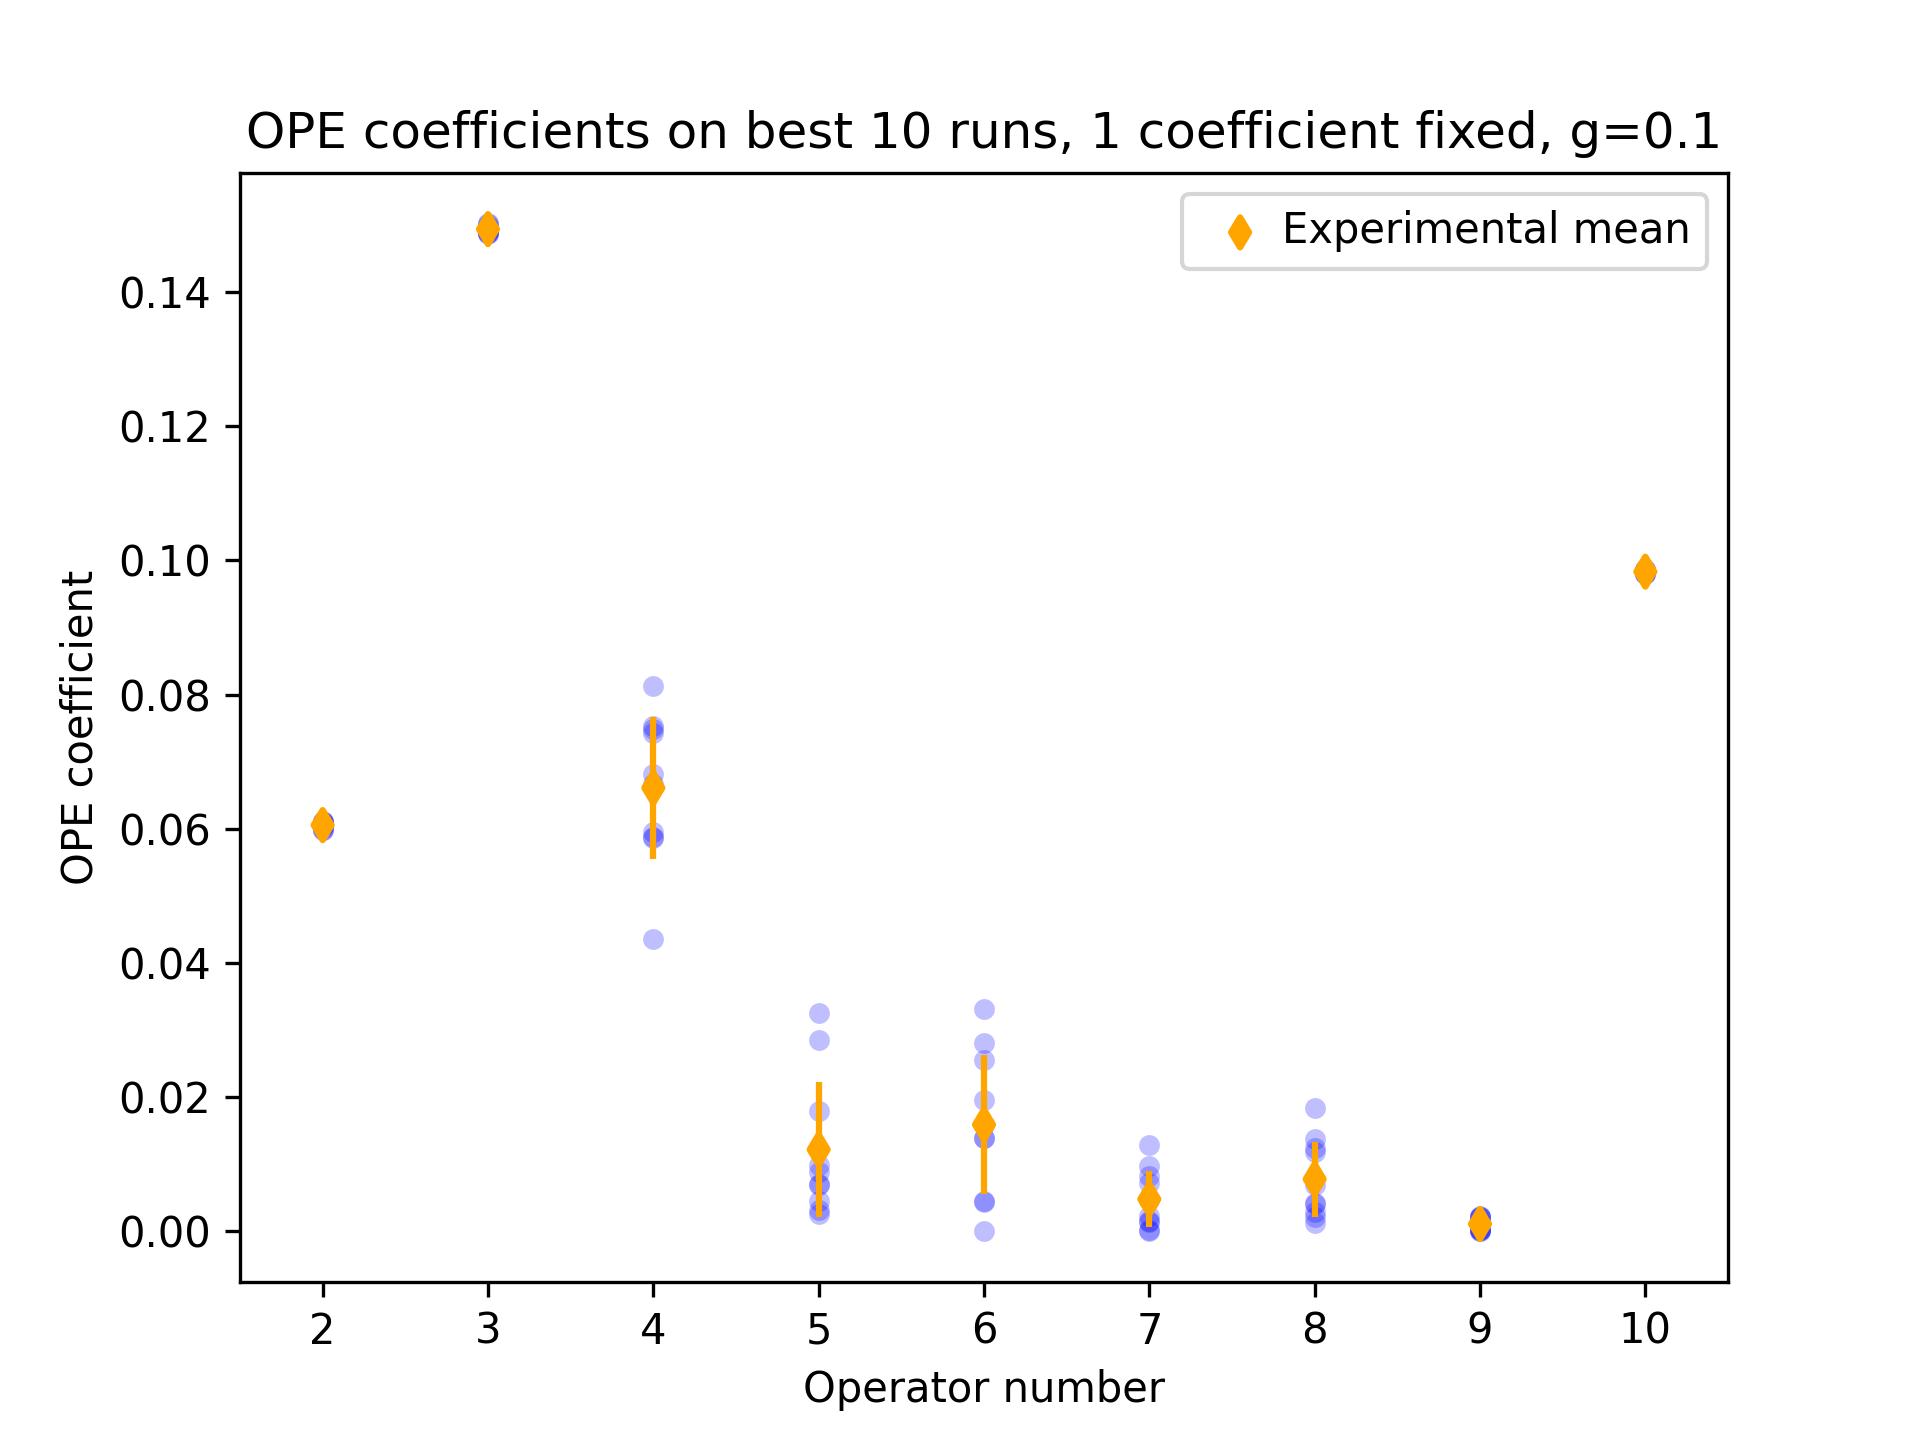 OPE coefficients on best 10 runs, 1 coefficient fixed, g=0.1
Experimental mean
0.14
0.12
0.10
0.08
0.06
0.04
0.02
0.00
OPE coefficient
2 3 4 5 6 7 8 9 10
Operator number